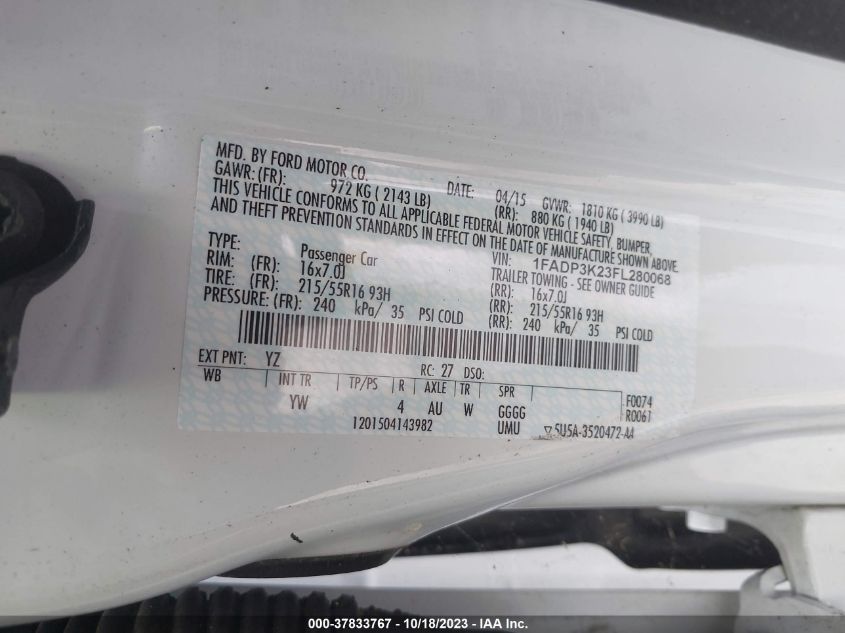 MFD. BY FORD MOTOR CO.
DATE: 04/15 GVWR: 1810 KG ( 3990 LB)
GAWR: (FR): 972 KG ( 2143 LB) (RR): 880 KG ( 1940 LB)
THIS VEHICLE CONFORMS TO ALL APPLICABLE FEDERAL MOTOR VEHICLE SAFETY, BUMPER,
AND THEFT PREVENTION STANDARDS IN EFFECT ON THE DATE OF MANUFACTURE SHOWN ABOVE.
VIN: 1FADP3K23FL280068
TYPE: Passenger Car TRAILER TOWING - SEE OWNER GUIDE
RIM: (FR): 16x7.0J (RR): 16x7.0J
TIRE: (FR): 215/55R16 93H (RR): 215/55R16 93H
PRESSURE: (FR): 240 kPa/ 35 PSI COLD (RR): 240 kPa/ 35 PSI COLD
EXT PNT: YZ RC: 27 DSO:
WB INT TR TP/PS R AXLE TR SPR F0074
YW 4 AU W GGGG R0061
1201504143982 UMU 5U5A-3520472-AA
000-37833767 - 10/18/2023 - IAA Inc.